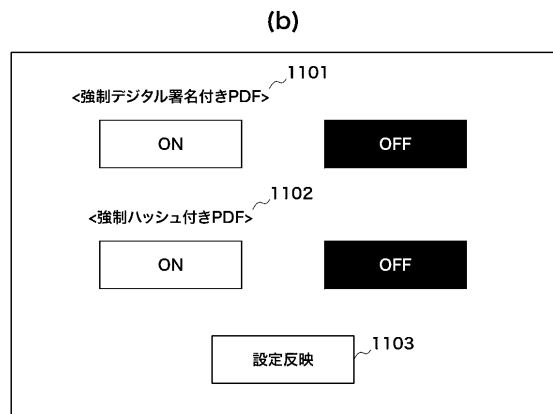 (b)
<強制デジタル署名付きPDF> 1101
ON OFF
<強制ハッシュ付きPDF> 1102
ON OFF
設定反映 1103